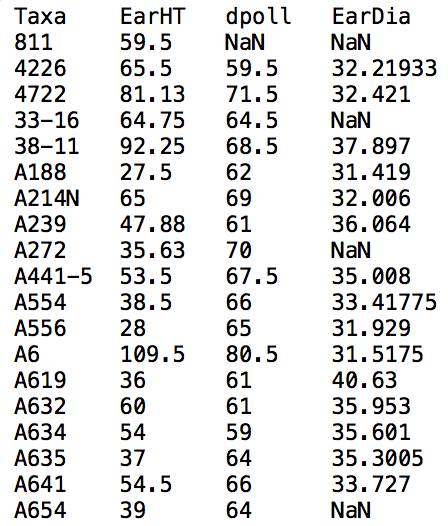 Taxa EarHT dpoll EarDia
811 59.5 NaN NaN
4226 65.5 59.5 32.21933
4722 81.13 71.5 32.421
33-16 64.75 64.5 NaN
38-11 92.25 68.5 37.897
A188 27.5 62 31.419
A214N 65 69 32.006
A239 47.88 61 36.064
A272 35.63 70 NaN
A441-5 53.5 67.5 35.008
A554 38.5 66 33.41775
A556 28 65 31.929
A6 109.5 80.5 31.5175
A619 36 61 40.63
A632 60 61 35.953
A634 54 59 35.601
A635 37 64 35.3005
A641 54.5 66 33.727
A654 39 64 NaN